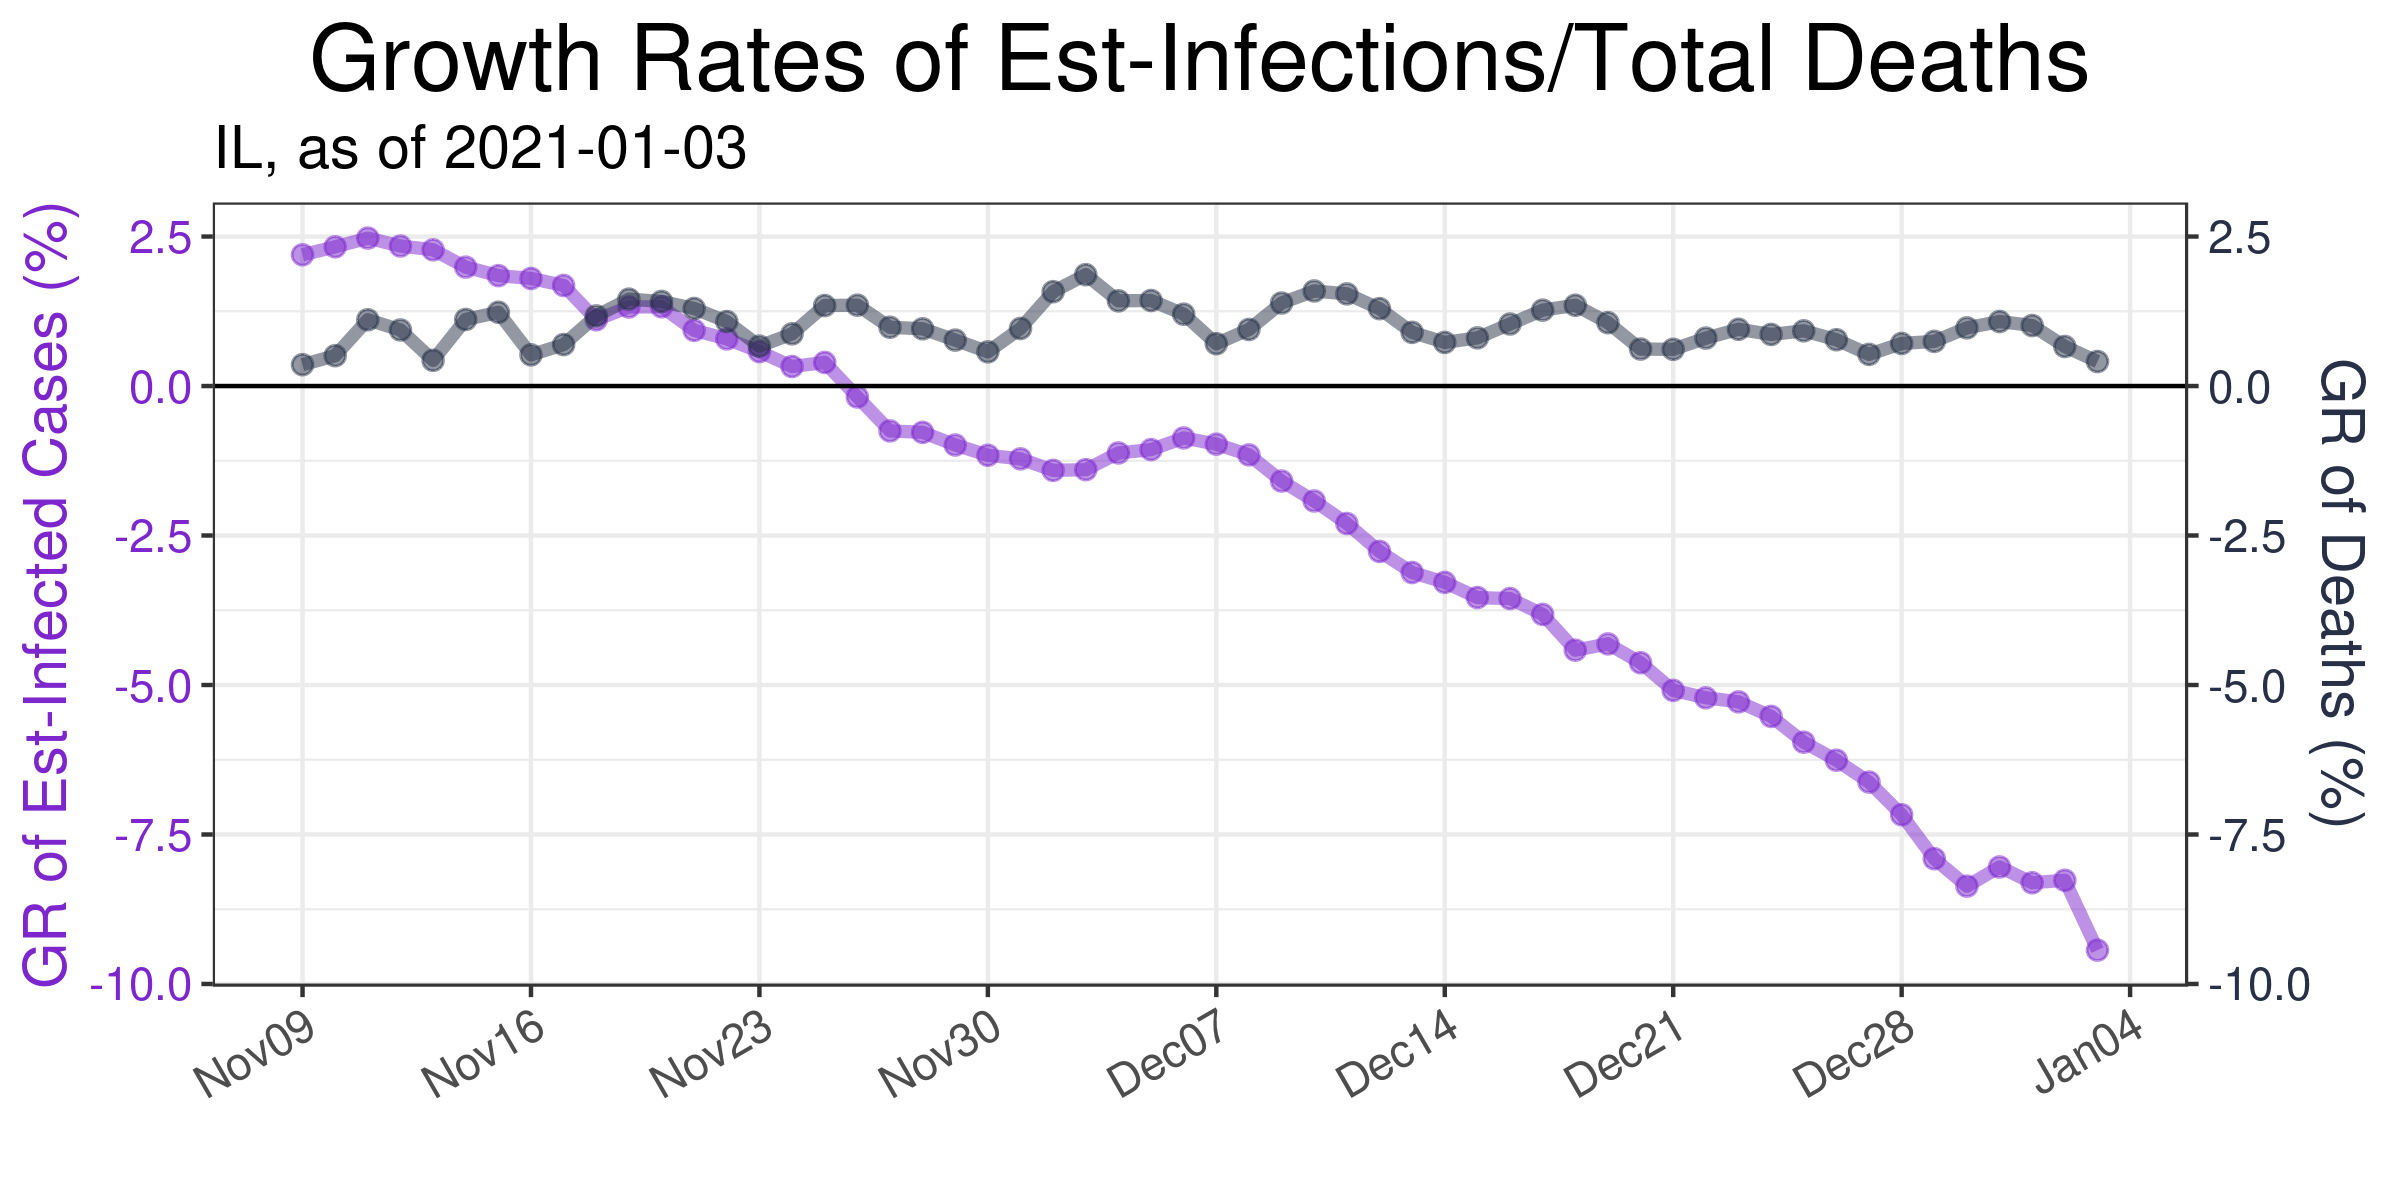 Growth Rates of Est-Infections/Total Deaths
IL, as of 2021-01-03
GR of Est-Infected Cases (%)
2.5
0.0
-2.5
-5.0
-7.5
-10.0
2.5
0.0
-2.5
-5.0
-7.5
-10.0
GR of Deaths (%)
Nov09 Nov16 Nov23 Nov30 Dec07 Dec14 Dec21 Dec28 Jan04